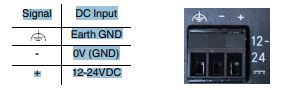 Signal DC Input
Earth GND
- 0V (GND)
+ 12-24VDC
- +
12-
24